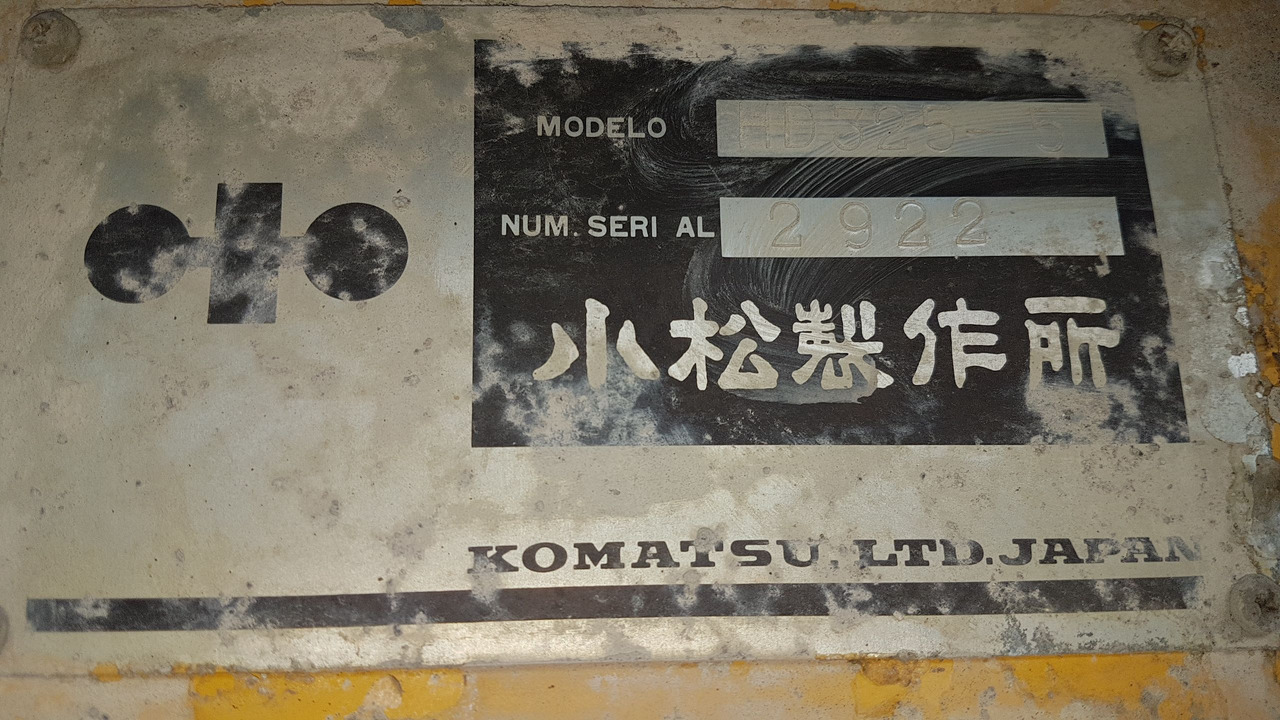 MODELO HD325-5
NUM. SERI AL 2922
小松製作所
KOMATSU, LTD. JAPAN